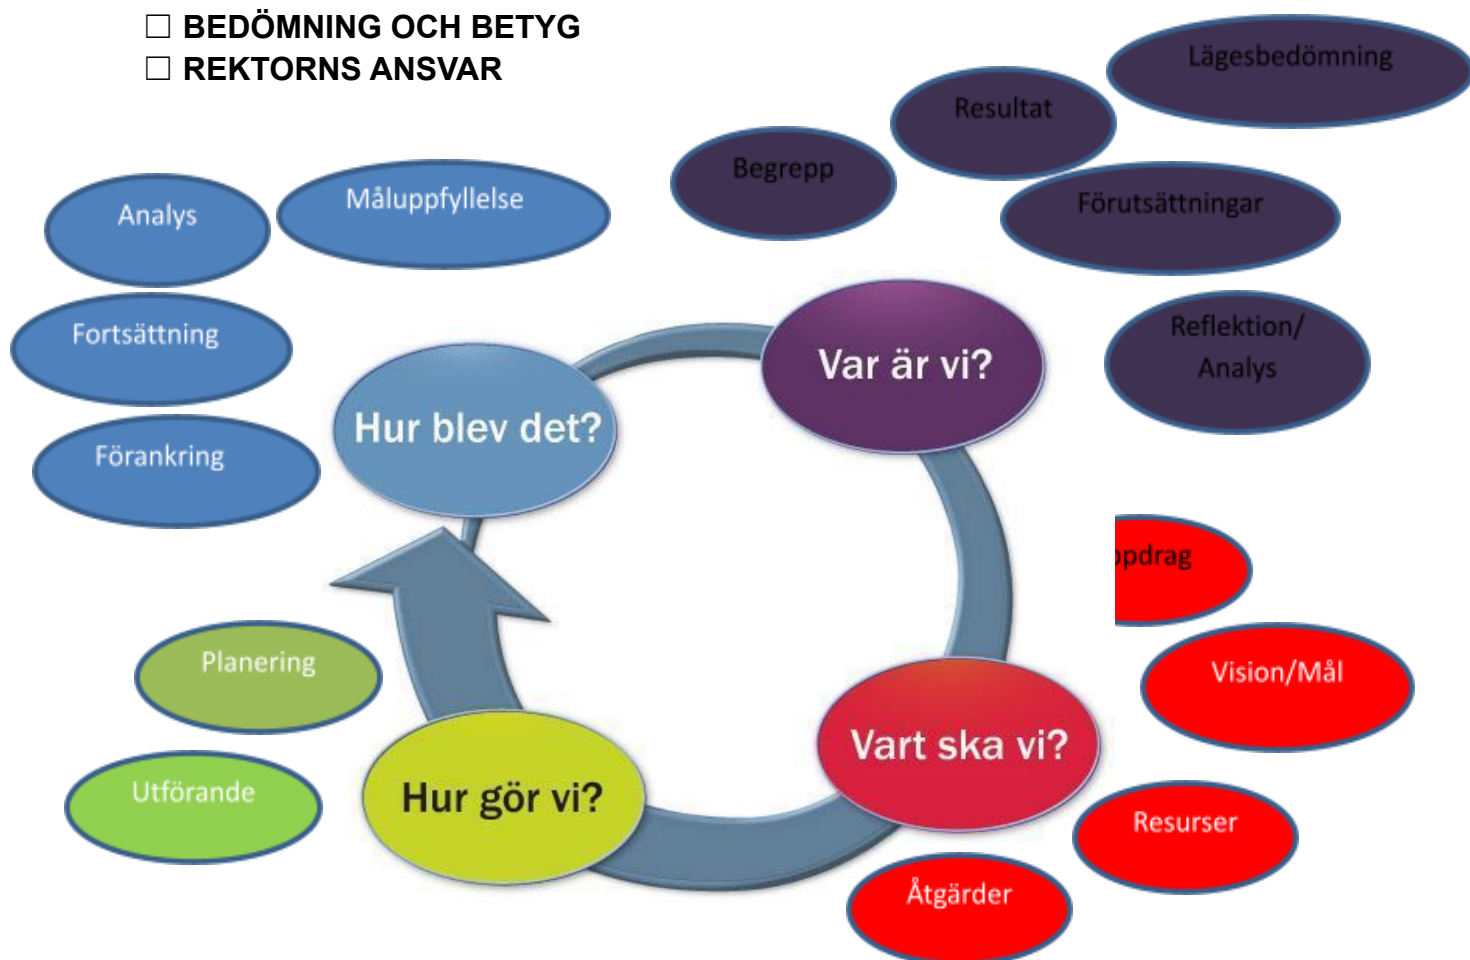 ☐ BEDÖMNING OCH BETYG
☐ REKTORNS ANSVAR
Lägesbedömning
Resultat
Begrepp
Förutsättningar
Reflektion/
Analys
Analys
Måluppfyllelse
Fortsättning
Förankring
Hur blev det?
Var är vi?
Vision/Mål
Vart ska vi?
Resurser
Åtgärder
Planering
Utförande
Hur gör vi?